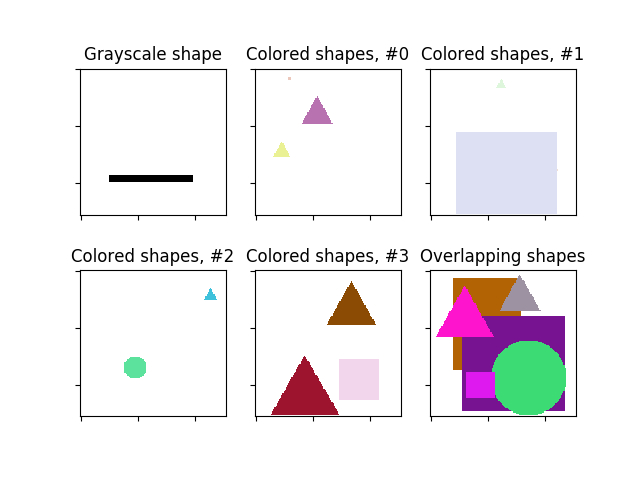 Grayscale shape
Colored shapes, #0
Colored shapes, #1
Colored shapes, #2
Colored shapes, #3
Overlapping shapes